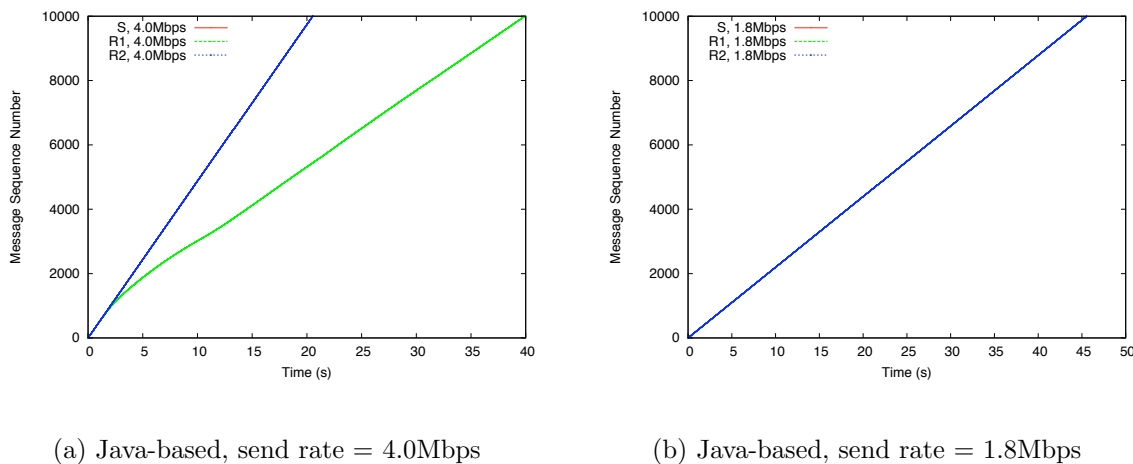 10000
8000
6000
4000
2000
0
Message Sequence Number
S, 4.0Mbps
R1, 4.0Mbps
R2, 4.0Mbps
0 5 10 15 20 25 30 35 40
Time (s)
(a) Java-based, send rate = 4.0Mbps
10000
8000
6000
4000
2000
0
Message Sequence Number
S, 1.8Mbps
R1, 1.8Mbps
R2, 1.8Mbps
0 5 10 15 20 25 30 35 40 45 50
Time (s)
(b) Java-based, send rate = 1.8Mbps